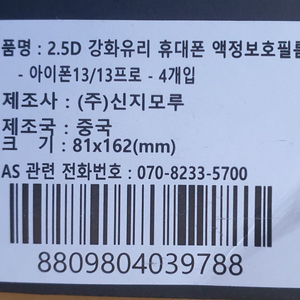 품명 : 2.5D 강화유리 휴대폰 액정보호필름
- 아이폰13/13프로 - 4개입
제조사 : (주)신지모루
제조국 : 중국
크 기 : 81x162(mm)
AS 관련 전화번호 : 070-8233-5700
8809804039788